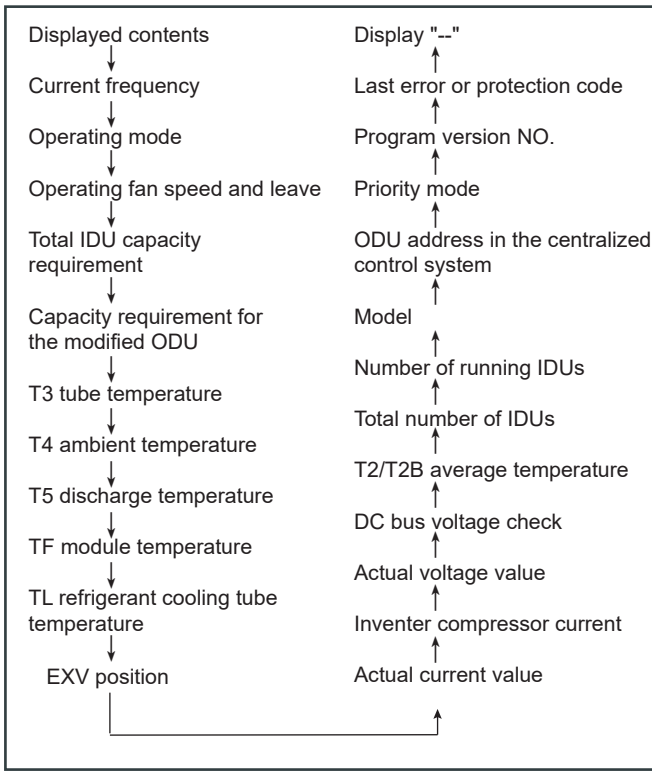 Displayed contents
Current frequency
Operating mode
Operating fan speed and leave
Total IDU capacity
requirement
Capacity requirement for
the modified ODU
T3 tube temperature
T4 ambient temperature
T5 discharge temperature
TF module temperature
TL refrigerant cooling tube
temperature
EXV position
Display "--"
Last error or protection code
Program version NO.
Priority mode
ODU address in the centralized
control system
Model
Number of running IDUs
Total number of IDUs
T2/T2B average temperature
DC bus voltage check
Actual voltage value
Inventer compressor current
Actual current value